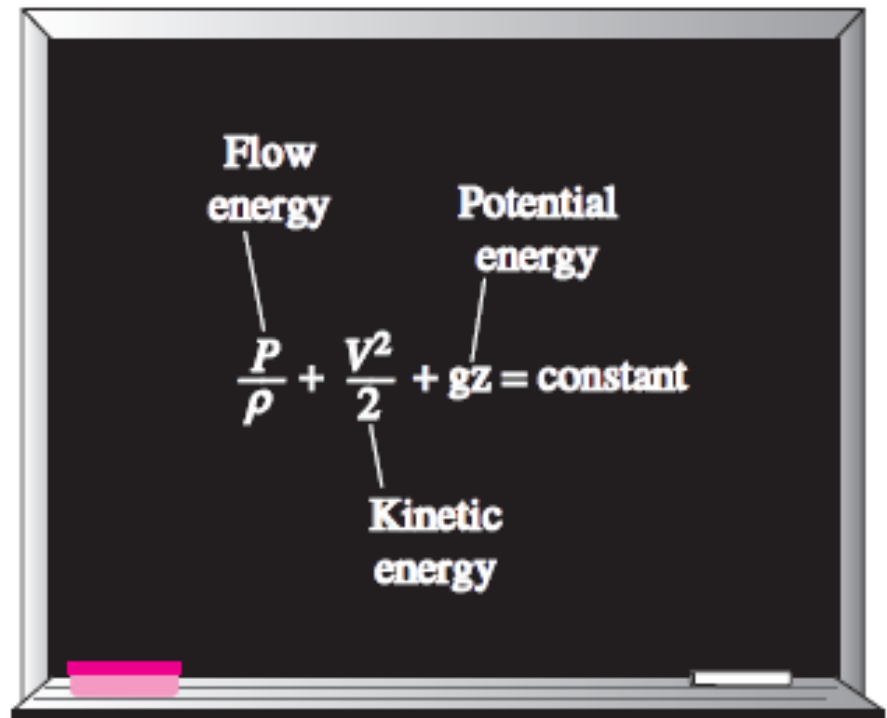 Flow
energy
Potential
energy
P/ρ + V²/2 + gz = constant
Kinetic
energy